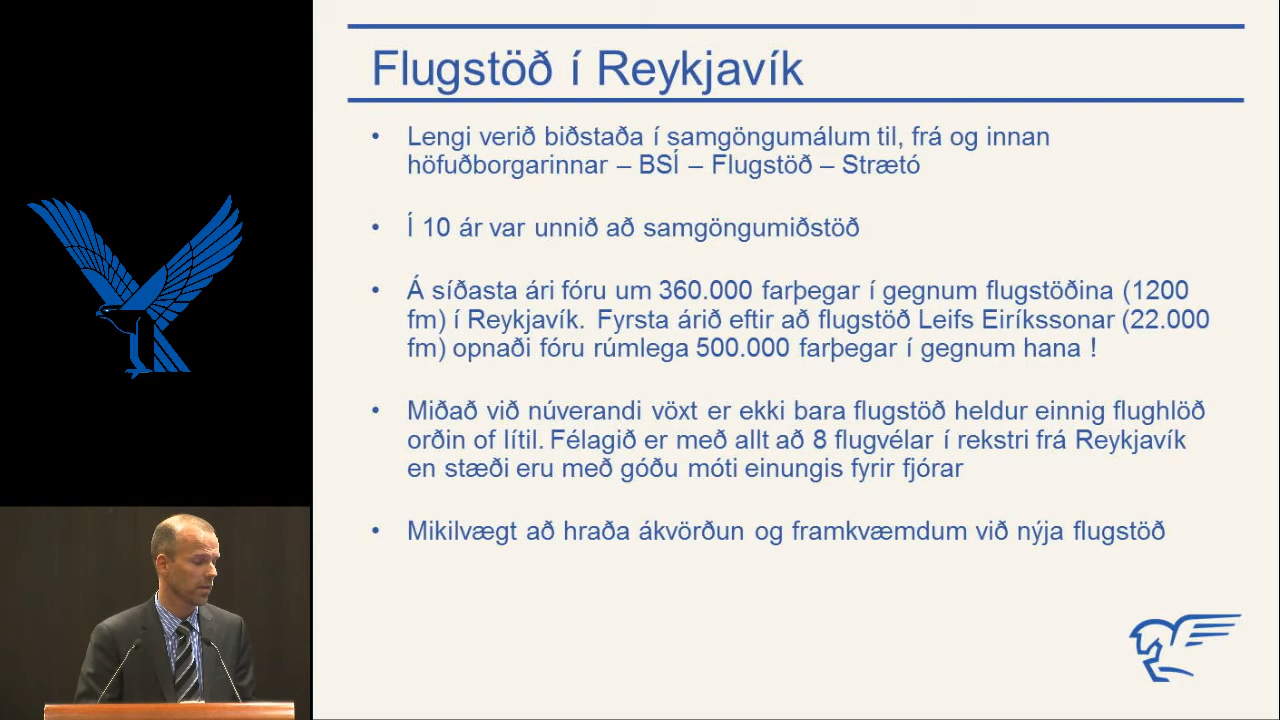 Flugstöð í Reykjavík
• Lengi verið biðstaða í samgöngumálum til, frá og innan
höfuðborgarinnar – BSÍ – Flugstöð – Strætó
• Í 10 ár var unnið að samgöngumiðstöð
• Á síðasta ári fóru um 360.000 farþegar í gegnum flugstöðina (1200
fm) í Reykjavík. Fyrsta árið eftir að flugstöð Leifs Eiríkssonar (22.000
fm) opnaði fóru rúmlega 500.000 farþegar í gegnum hana !
• Miðað við núverandi vöxt er ekki bara flugstöð heldur einnig flughlöð
orðin of lítil. Félagið er með allt að 8 flugvélar í rekstri frá Reykjavík
en stæði eru með góðu móti einungis fyrir fjórar
• Mikilvægt að hraða ákvörðun og framkvæmdum við nýja flugstöð